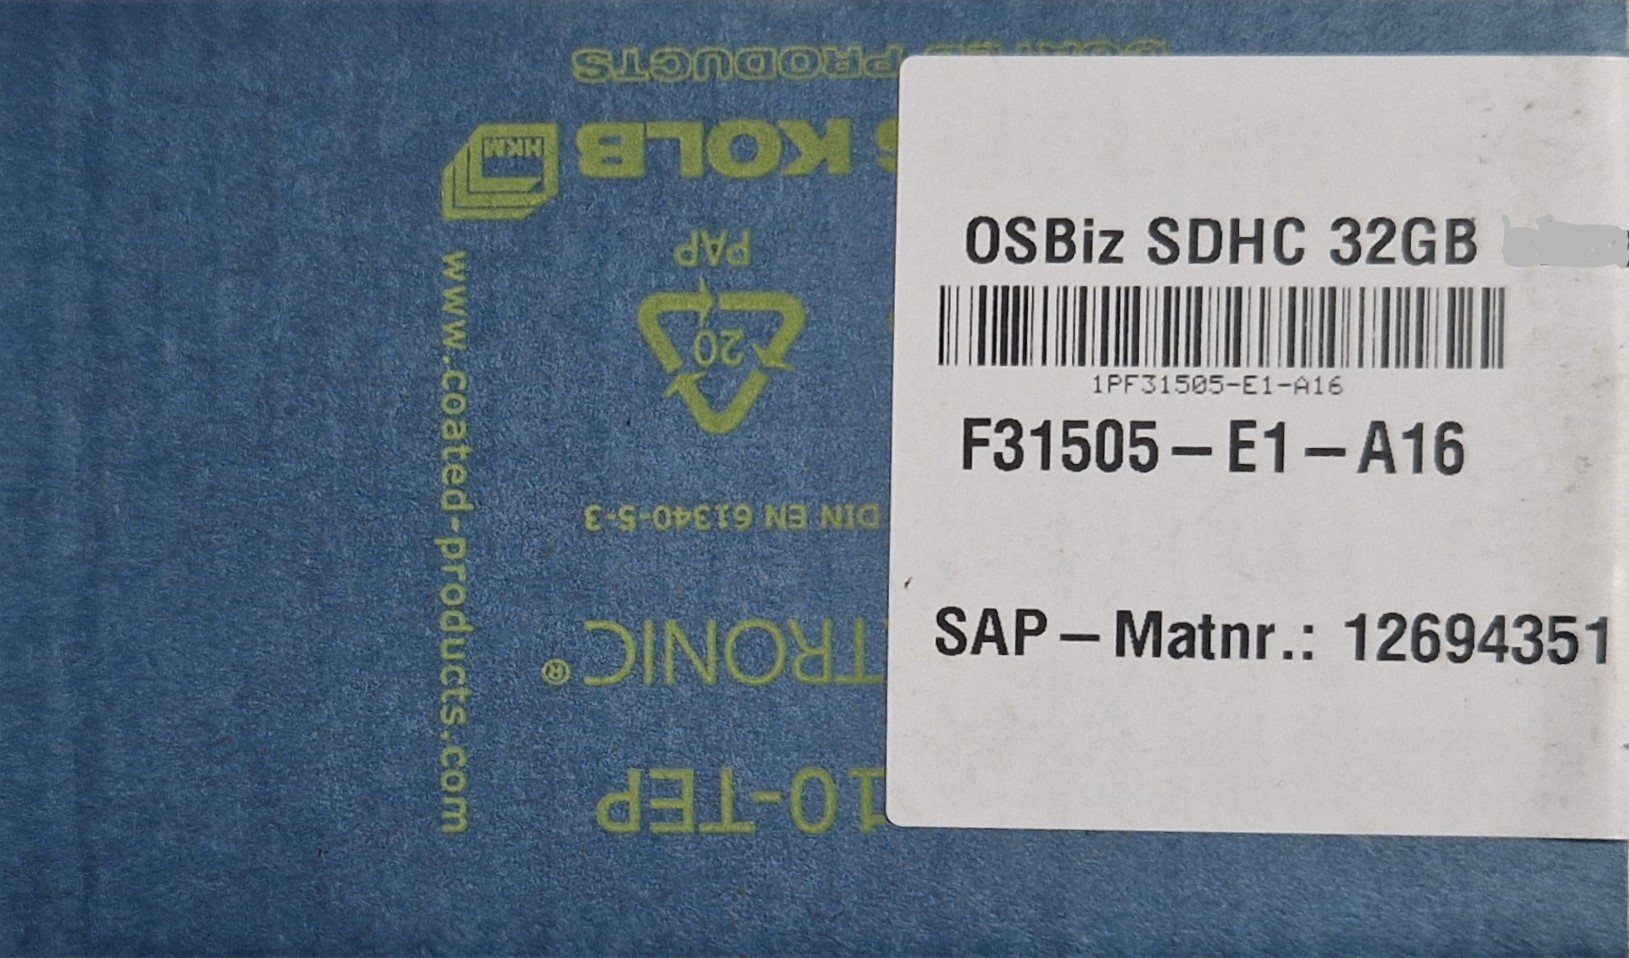 OSBiz SDHC 32GB
1PF31505-E1-A16
F31505-E1-A16
SAP-Matnr.: 12694351
PRODUCTS
KOLB
HKM
PAP
20
www.coated-products.com
DIN EN 61340-5-3
TRONIC®
10-TEP